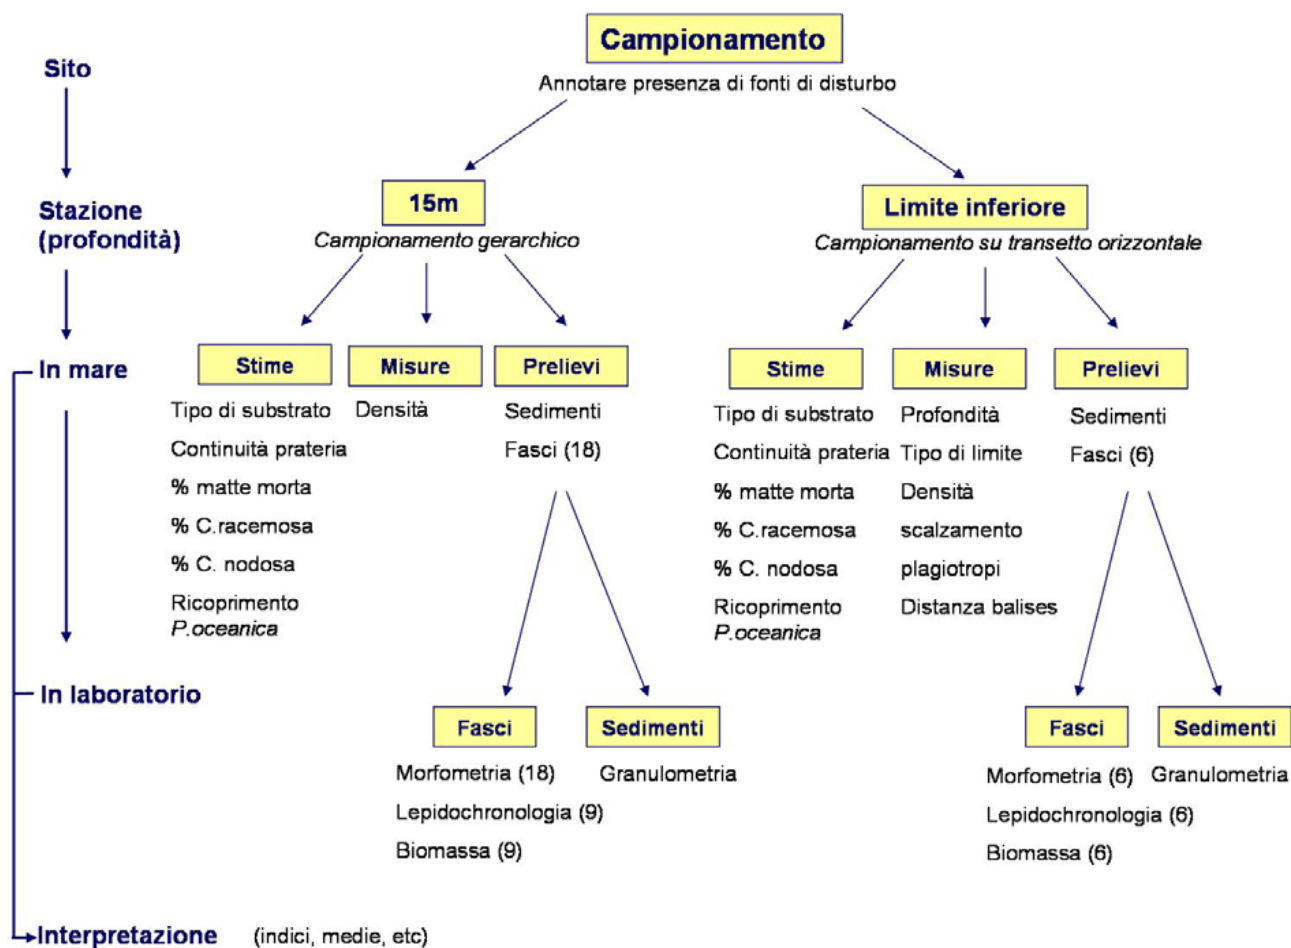 Campionamento
Annotare presenza di fonti di disturbo
Sito
Stazione
(profondità)
15m
Campionamento gerarchico
Limite inferiore
Campionamento su transetto orizzontale
In mare
Stime
Tipo di substrato
Continuità prateria
% matte morta
% C.racemosa
% C. nodosa
Ricoprimento
P.oceanica
Misure
Densità
Prelievi
Sedimenti
Fasci (18)
Stime
Tipo di substrato
Continuità prateria
% matte morta
% C.racemosa
% C. nodosa
Ricoprimento
P.oceanica
Misure
Profondità
Tipo di limite
Densità
scalzamento
plagiotropi
Distanza balises
Prelievi
Sedimenti
Fasci (6)
In laboratorio
Fasci
Morfometria (18)
Lepidochronologia (9)
Biomassa (9)
Sedimenti
Granulometria
Fasci
Morfometria (6)
Lepidochronologia (6)
Biomassa (6)
Sedimenti
Granulometria
Interpretazione (indici, medie, etc)